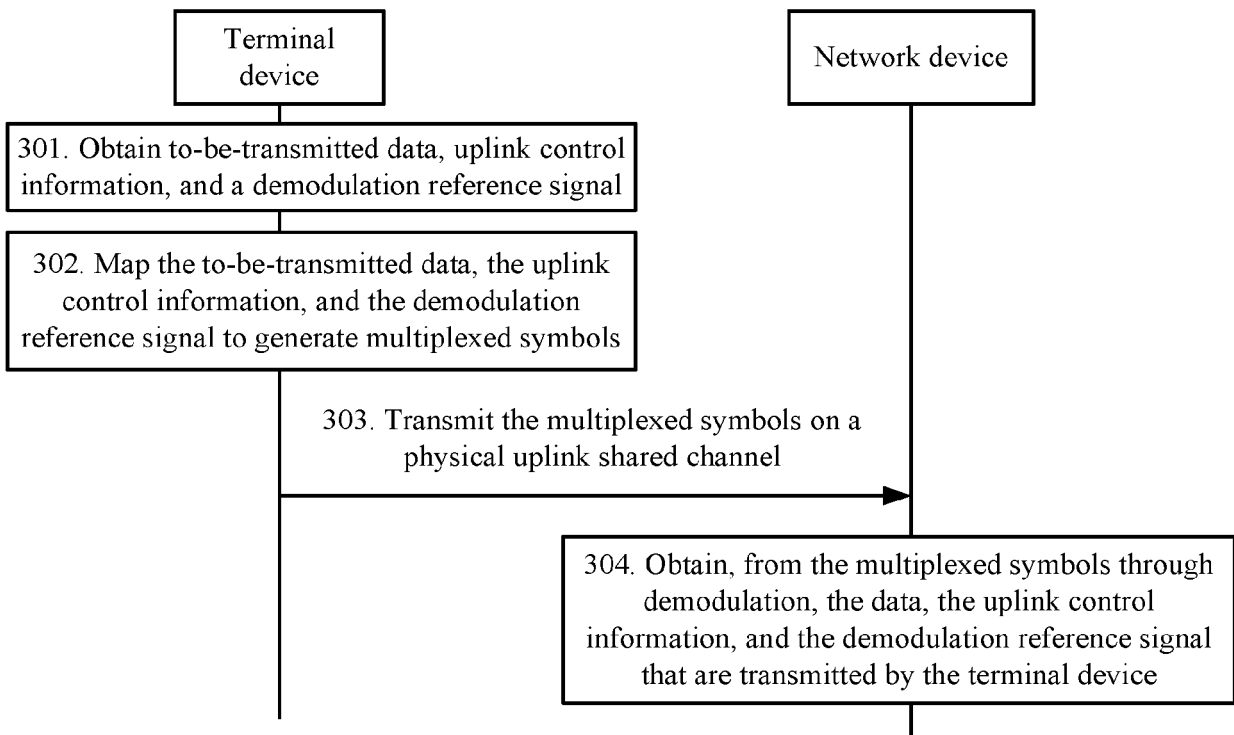 Terminal
device
Network device
301. Obtain to-be-transmitted data, uplink control
information, and a demodulation reference signal
302. Map the to-be-transmitted data, the uplink
control information, and the demodulation
reference signal to generate multiplexed symbols
303. Transmit the multiplexed symbols on a
physical uplink shared channel
304. Obtain, from the multiplexed symbols through
demodulation, the data, the uplink control
information, and the demodulation reference signal
that are transmitted by the terminal device